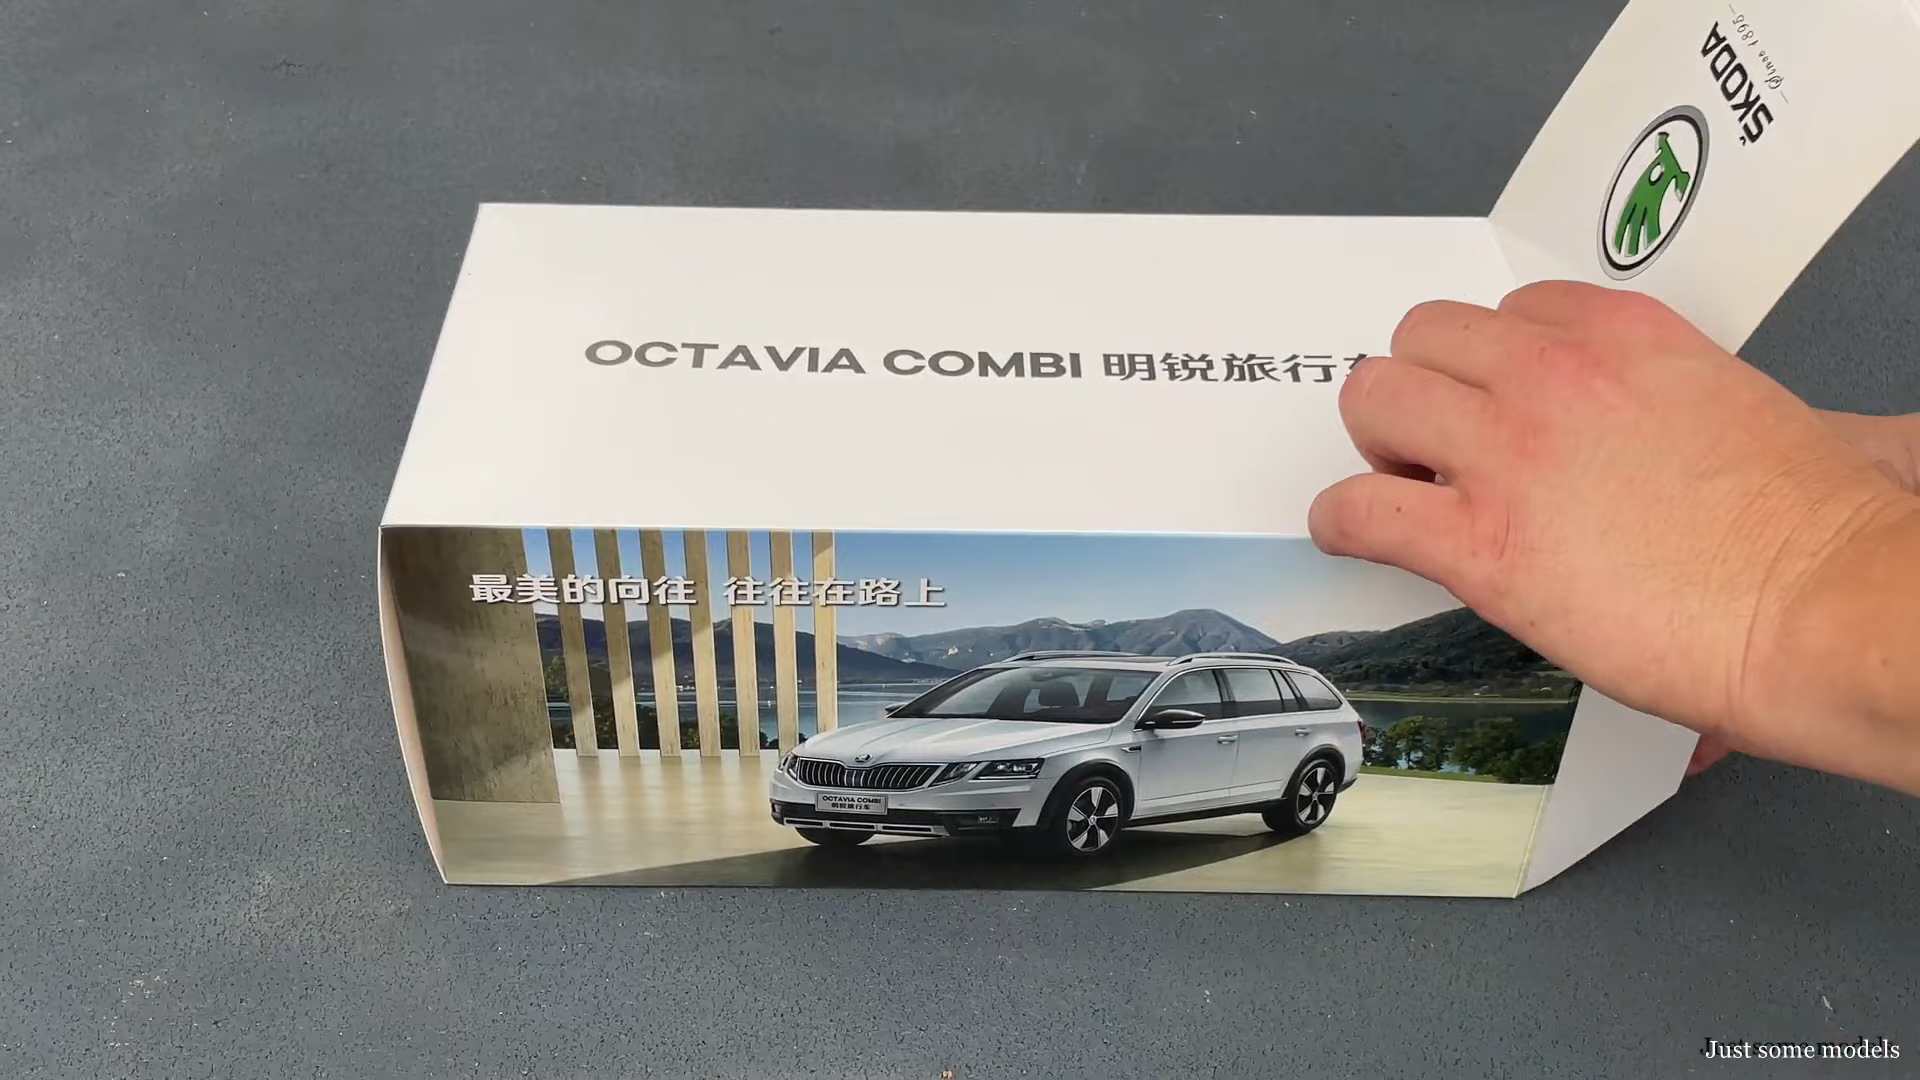 ŠKODA
Since 1895
OCTAVIA COMBI 明锐旅行
最美的向往 往往在路上
OCTAVIA COMBI
明锐旅行车
Just some models